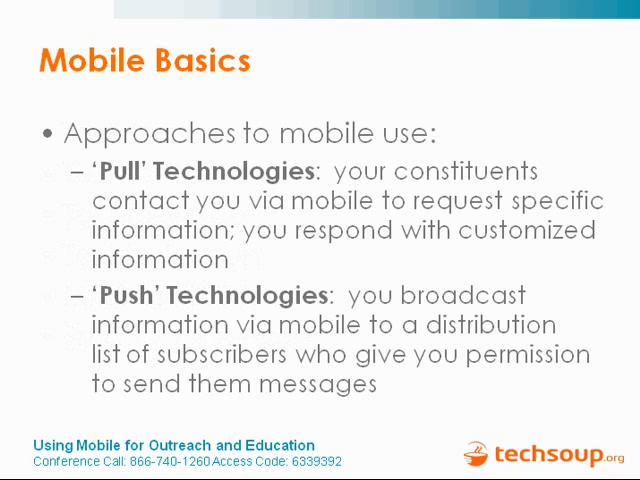 Mobile Basics
• Approaches to mobile use:
– ‘Pull’ Technologies:  your constituents
contact you via mobile to request specific
information; you respond with customized
information
– ‘Push’ Technologies:  you broadcast
information via mobile to a distribution
list of subscribers who give you permission
to send them messages
Using Mobile for Outreach and Education
Conference Call: 866-740-1260 Access Code: 6339392
techsoup.org